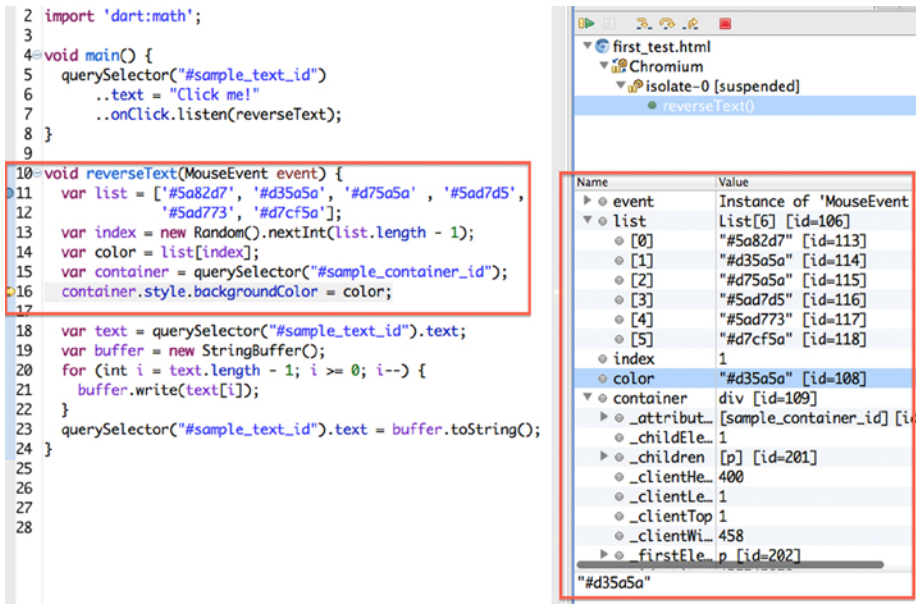 2 import 'dart:math';
3
4 void main() {
5 querySelector("#sample_text_id")
6 ..text = "Click me!"
7 ..onClick.listen(reverseText);
8 }
9
10 void reverseText(MouseEvent event) {
11 var list = ['#5a82d7', '#d35a5a', '#d75a5a' , '#5ad7d5',
12 '#5ad773', '#d7cf5a'];
13 var index = new Random().nextInt(list.length - 1);
14 var color = list[index];
15 var container = querySelector("#sample_container_id");
16 container.style.backgroundColor = color;
17
18 var text = querySelector("#sample_text_id").text;
19 var buffer = new StringBuffer();
20 for (int i = text.length - 1; i >= 0; i--) {
21 buffer.write(text[i]);
22 }
23 querySelector("#sample_text_id").text = buffer.toString();
24 }
25
26
27
28
first_test.html
Chromium
isolate-0 [suspended]
reverseText()
Name Value
event Instance of 'MouseEvent
list List[6] [id=106]
[0] "#5a82d7" [id=113]
[1] "#d35a5a" [id=114]
[2] "#d75a5a" [id=115]
[3] "#5ad7d5" [id=116]
[4] "#5ad773" [id=117]
[5] "#d7cf5a" [id=118]
index 1
color "#d35a5a" [id=108]
container div [id=109]
_attribut... [sample_container_id] [id
_childEle... 1
_children [p] [id=201]
_clientHe... 400
_clientLe... 1
_clientTop 1
_clientWi... 458
_firstEle... p [id=202]
"#d35a5a"